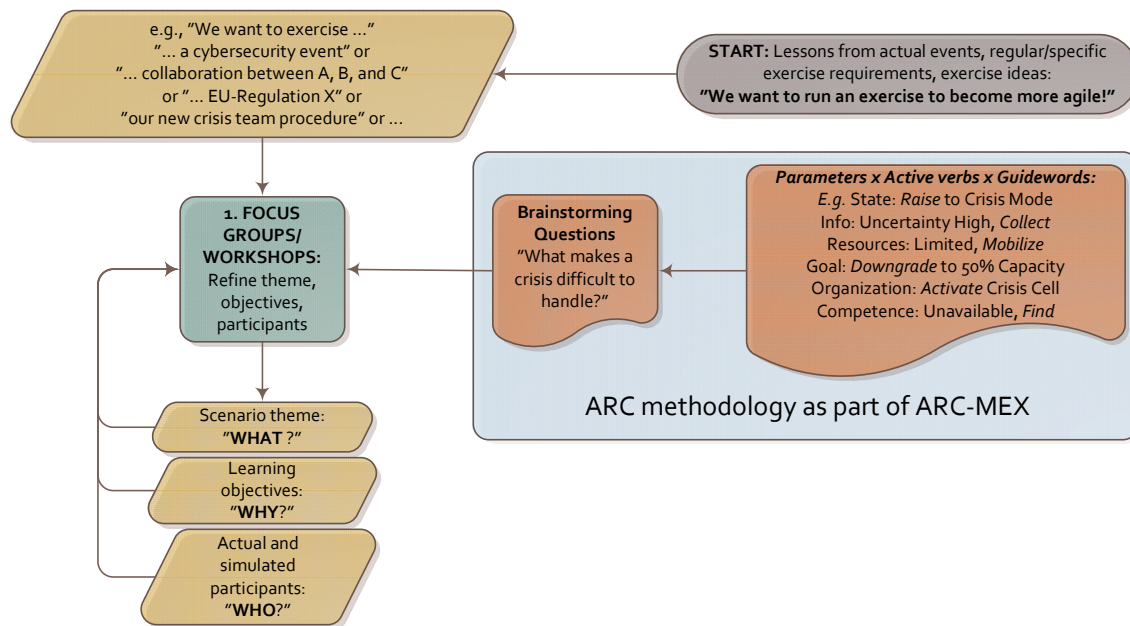 e.g., "We want to exercise ..."
"... a cybersecurity event" or
"... collaboration between A, B, and C"
or "... EU-Regulation X" or
"our new crisis team procedure" or ...
START: Lessons from actual events, regular/specific
exercise requirements, exercise ideas:
"We want to run an exercise to become more agile!"
1. FOCUS
GROUPS/
WORKSHOPS:
Refine theme,
objectives,
participants
Brainstorming
Questions
"What makes a
crisis difficult to
handle?"
Parameters x Active verbs x Guidewords:
E.g. State: Raise to Crisis Mode
Info: Uncertainty High, Collect
Resources: Limited, Mobilize
Goal: Downgrade to 50% Capacity
Organization: Activate Crisis Cell
Competence: Unavailable, Find
ARC methodology as part of ARC-MEX
Scenario theme:
"WHAT ?"
Learning
objectives:
"WHY?"
Actual and
simulated
participants:
"WHO?"